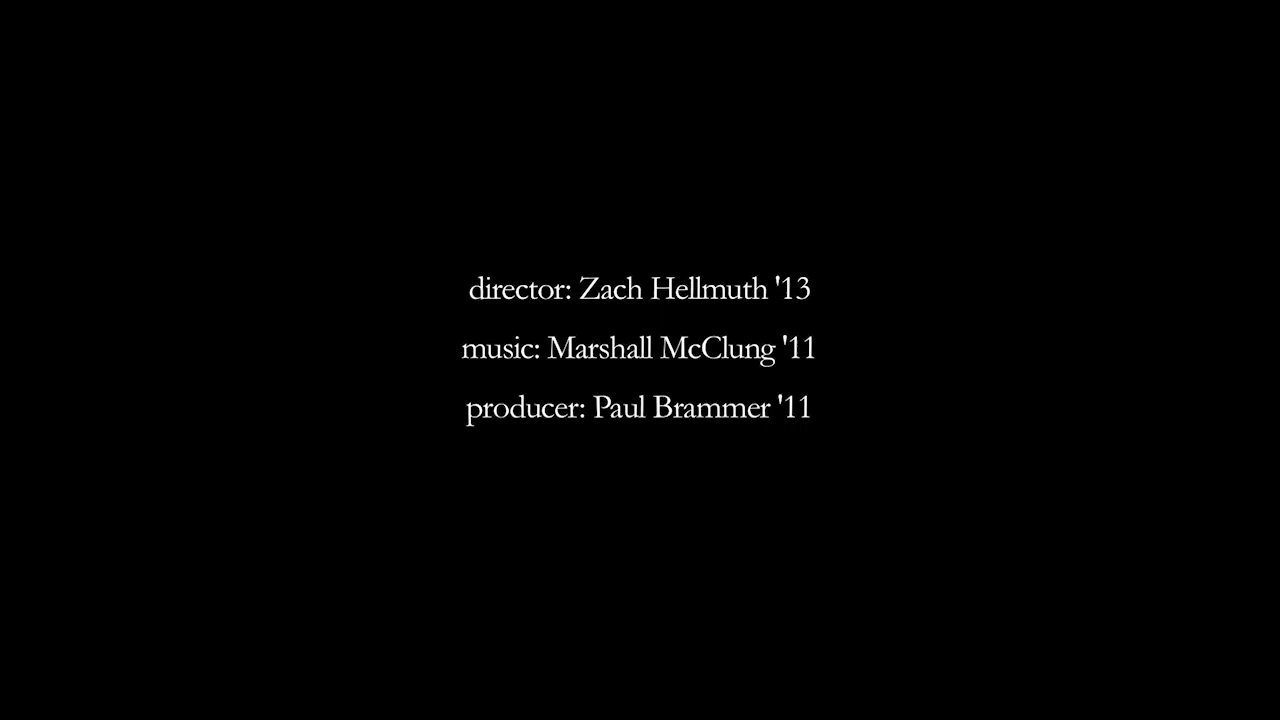 director: Zach Hellmuth '13
music: Marshall McClung '11
producer: Paul Brammer '11